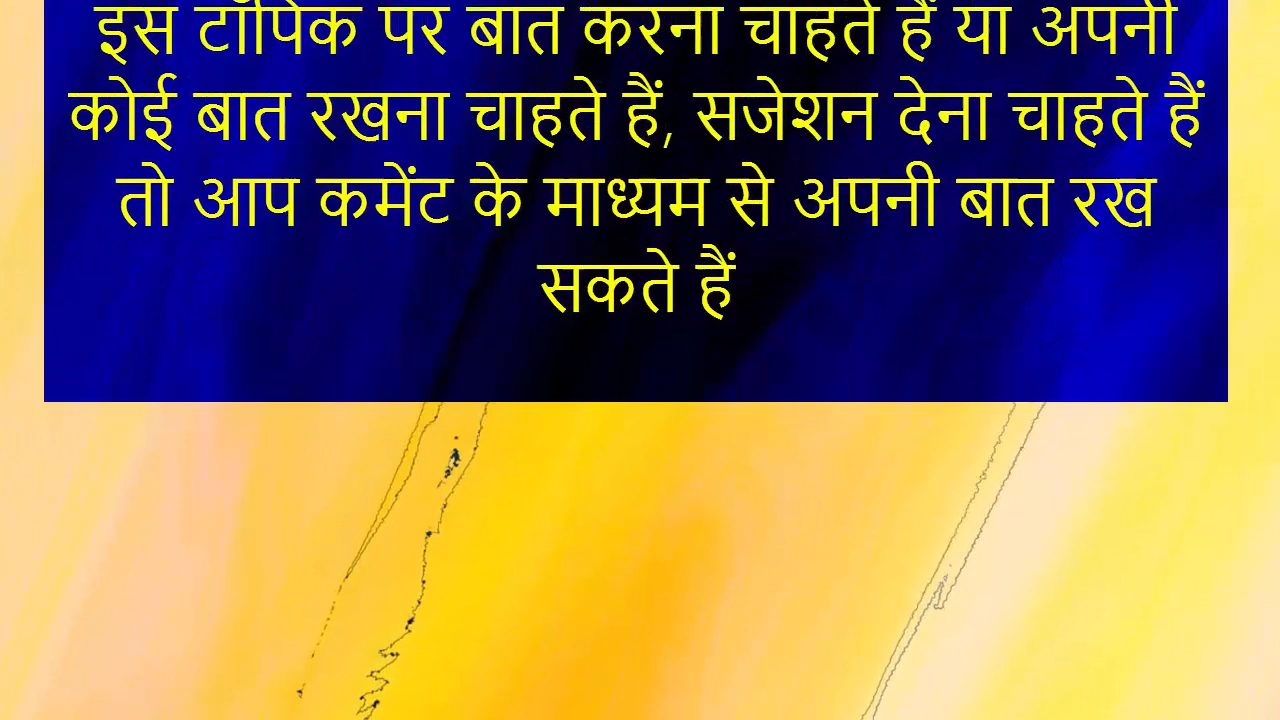 इस टॉपिक पर बात करना चाहते हैं या अपनी
कोई बात रखना चाहते हैं, सजेशन देना चाहते हैं
तो आप कमेंट के माध्यम से अपनी बात रख
सकते हैं